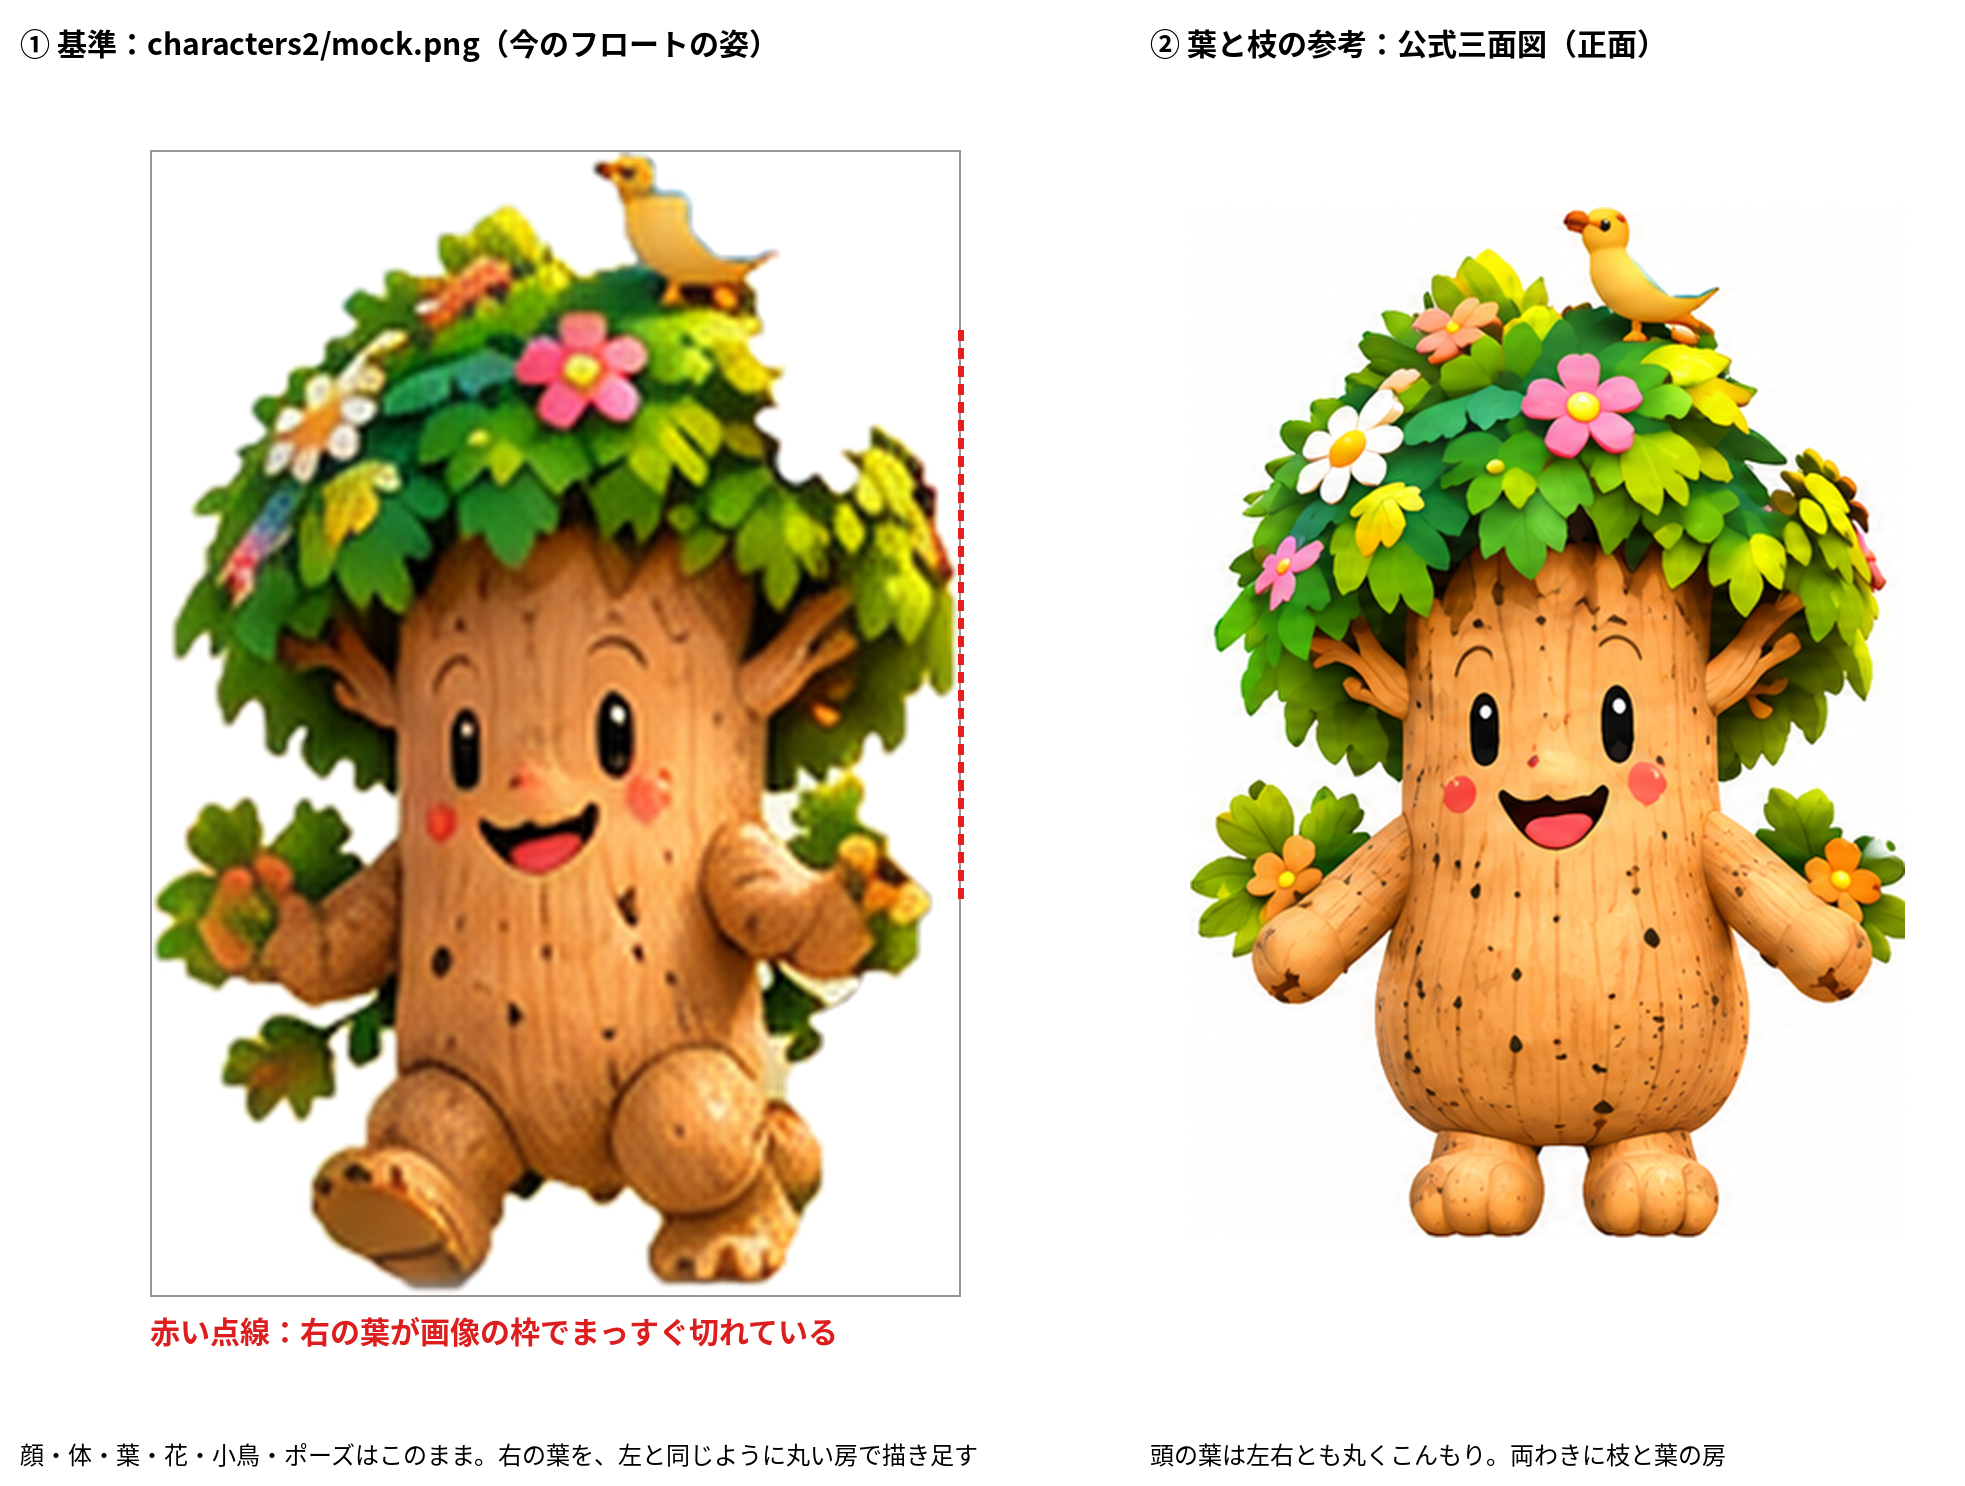 ① 基準：characters2/mock.png（今のフロートの姿）
② 葉と枝の参考：公式三面図（正面）
赤い点線：右の葉が画像の枠でまっすぐ切れている
顔・体・葉・花・小鳥・ポーズはこのまま。右の葉を、左と同じように丸い房で描き足す
頭の葉は左右とも丸くこんもり。両わきに枝と葉の房